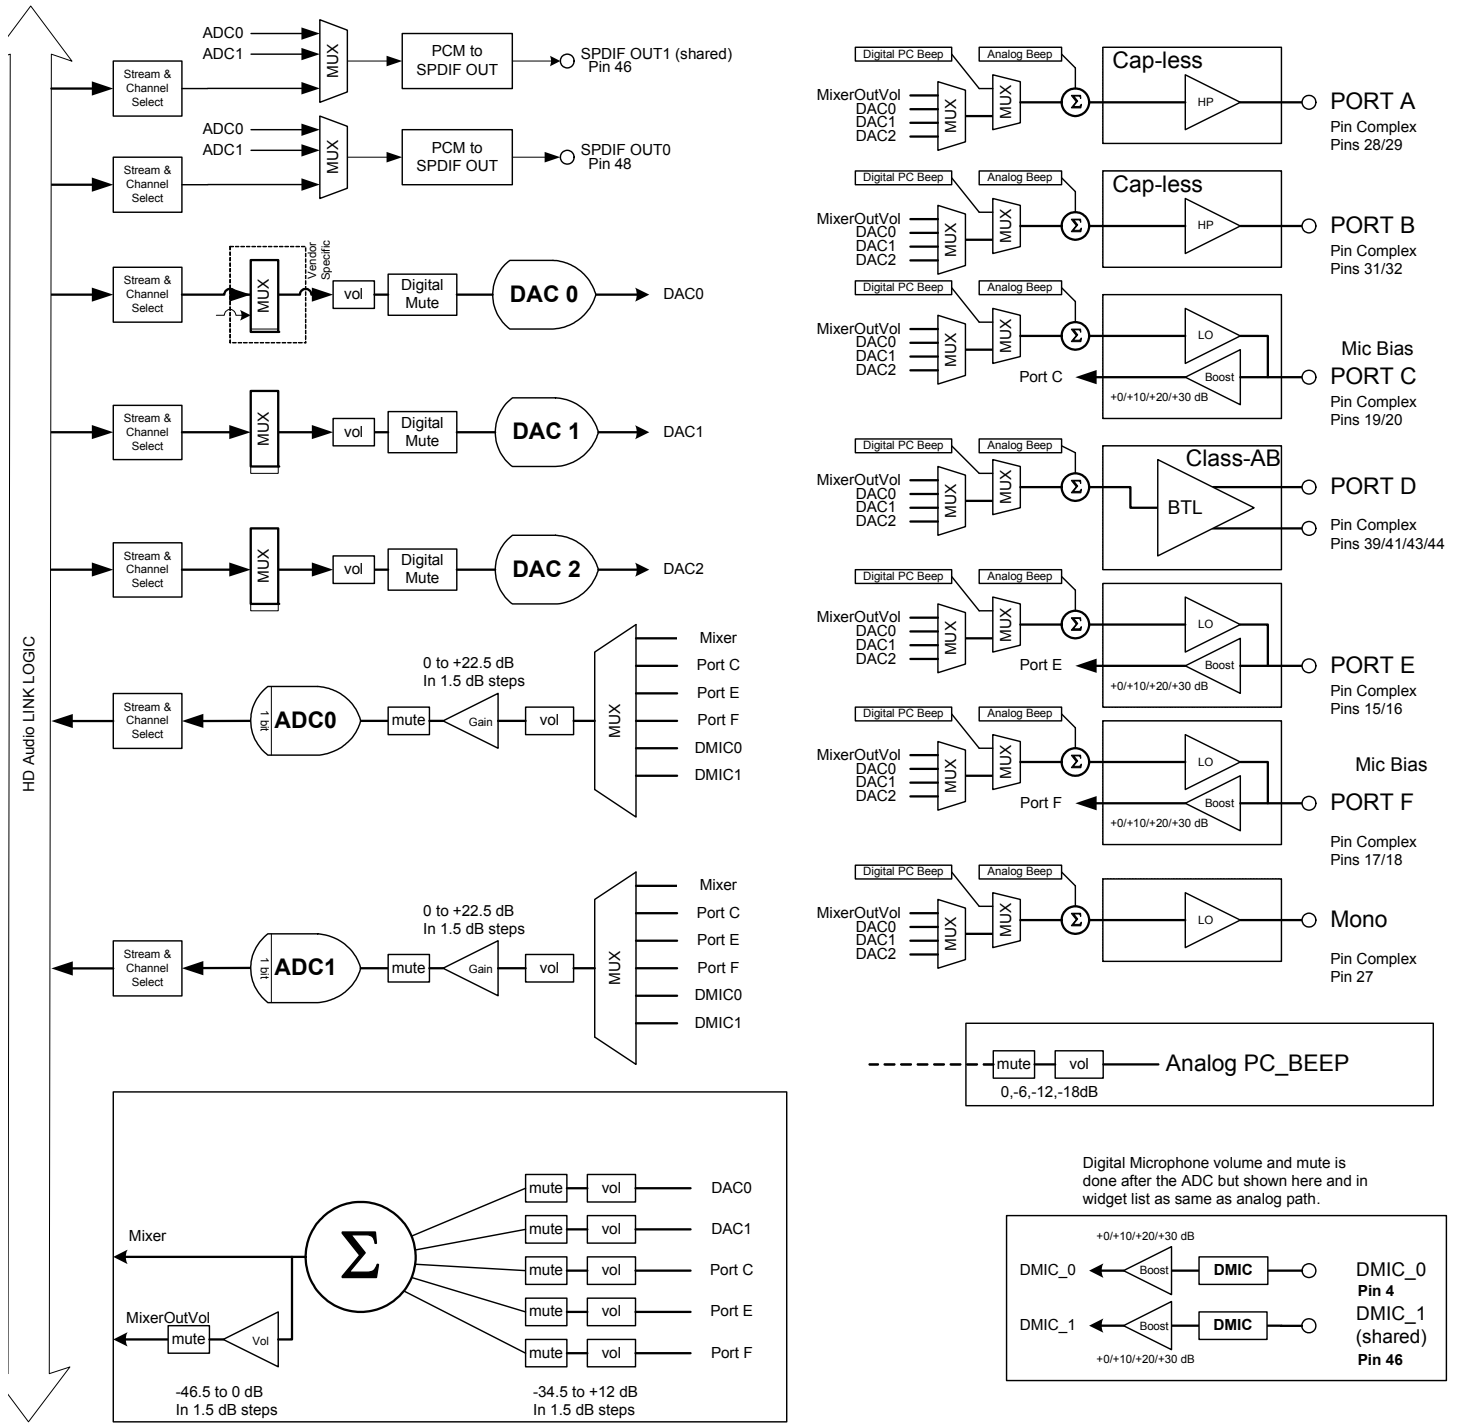 HD Audio LINK LOGIC
ADC0
ADC1
Stream &
Channel
Select
MUX
PCM to
SPDIF OUT
SPDIF OUT1 (shared)
Pin 46
ADC0
ADC1
Stream &
Channel
Select
MUX
PCM to
SPDIF OUT
SPDIF OUT0
Pin 48
Stream &
Channel
Select
MUX
Vendor
Specific
vol
Digital
Mute
DAC 0
DAC0
Stream &
Channel
Select
MUX
vol
Digital
Mute
DAC 1
DAC1
Stream &
Channel
Select
MUX
vol
Digital
Mute
DAC 2
DAC2
Stream &
Channel
Select
1 bit
ADC0
mute
0 to +22.5 dB
In 1.5 dB steps
Gain
vol
MUX
Mixer
Port C
Port E
Port F
DMIC0
DMIC1
Stream &
Channel
Select
1 bit
ADC1
mute
0 to +22.5 dB
In 1.5 dB steps
Gain
vol
MUX
Mixer
Port C
Port E
Port F
DMIC0
DMIC1
Mixer
MixerOutVol
mute
Vol
-46.5 to 0 dB
In 1.5 dB steps
Σ
mute
vol
DAC0
mute
vol
DAC1
mute
vol
Port C
mute
vol
Port E
mute
vol
Port F
-34.5 to +12 dB
In 1.5 dB steps
Digital PC Beep
Analog Beep
MixerOutVol
DAC0
DAC1
DAC2
MUX
MUX
Σ
Cap-less
HP
PORT A
Pin Complex
Pins 28/29
Digital PC Beep
Analog Beep
MixerOutVol
DAC0
DAC1
DAC2
MUX
MUX
Σ
Cap-less
HP
PORT B
Pin Complex
Pins 31/32
Digital PC Beep
Analog Beep
MixerOutVol
DAC0
DAC1
DAC2
MUX
MUX
Σ
LO
Port C
Boost
+0/+10/+20/+30 dB
Mic Bias
PORT C
Pin Complex
Pins 19/20
Digital PC Beep
Analog Beep
MixerOutVol
DAC0
DAC1
DAC2
MUX
MUX
Σ
Class-AB
BTL
PORT D
Pin Complex
Pins 39/41/43/44
Digital PC Beep
Analog Beep
MixerOutVol
DAC0
DAC1
DAC2
MUX
MUX
Σ
LO
Port E
Boost
+0/+10/+20/+30 dB
PORT E
Pin Complex
Pins 15/16
Digital PC Beep
Analog Beep
MixerOutVol
DAC0
DAC1
DAC2
MUX
MUX
Σ
LO
Port F
Boost
+0/+10/+20/+30 dB
Mic Bias
PORT F
Pin Complex
Pins 17/18
Digital PC Beep
Analog Beep
MixerOutVol
DAC0
DAC1
DAC2
MUX
MUX
Σ
LO
Mono
Pin Complex
Pin 27
mute
vol
Analog PC_BEEP
0,-6,-12,-18dB
Digital Microphone volume and mute is
done after the ADC but shown here and in
widget list as same as analog path.
+0/+10/+20/+30 dB
DMIC_0
Boost
DMIC
DMIC_0
Pin 4
DMIC_1
Boost
DMIC
DMIC_1
(shared)
Pin 46
+0/+10/+20/+30 dB